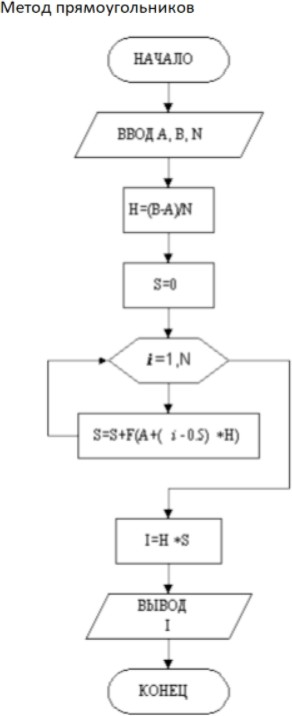 Метод прямоугольников
НАЧАЛО
ВВОД A, B, N
H=(B-A)/N
S=0
i=1,N
S=S+F(A+( i -0.5) *H)
I=H *S
ВЫВОД
I
КОНЕЦ